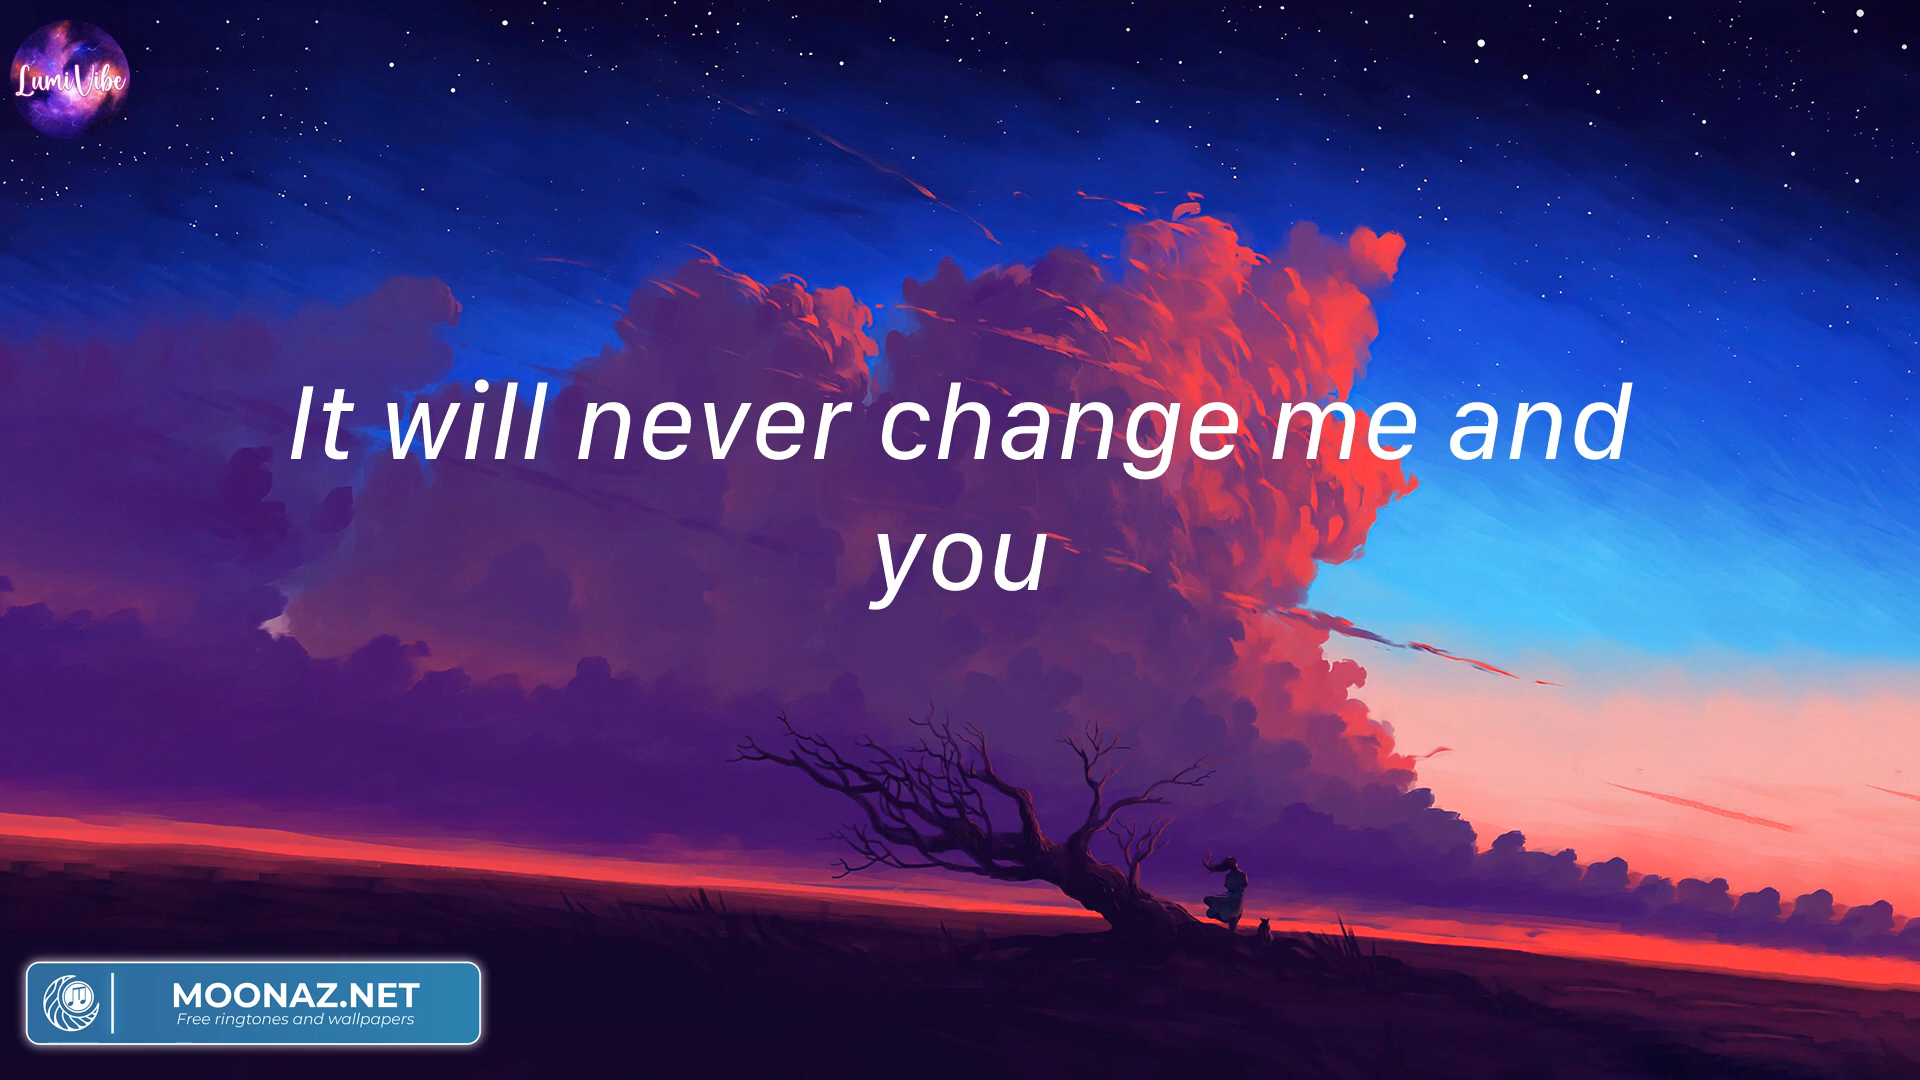 LumiVibe
It will never change me and
you
MOONAZ.NET
Free ringtones and wallpapers